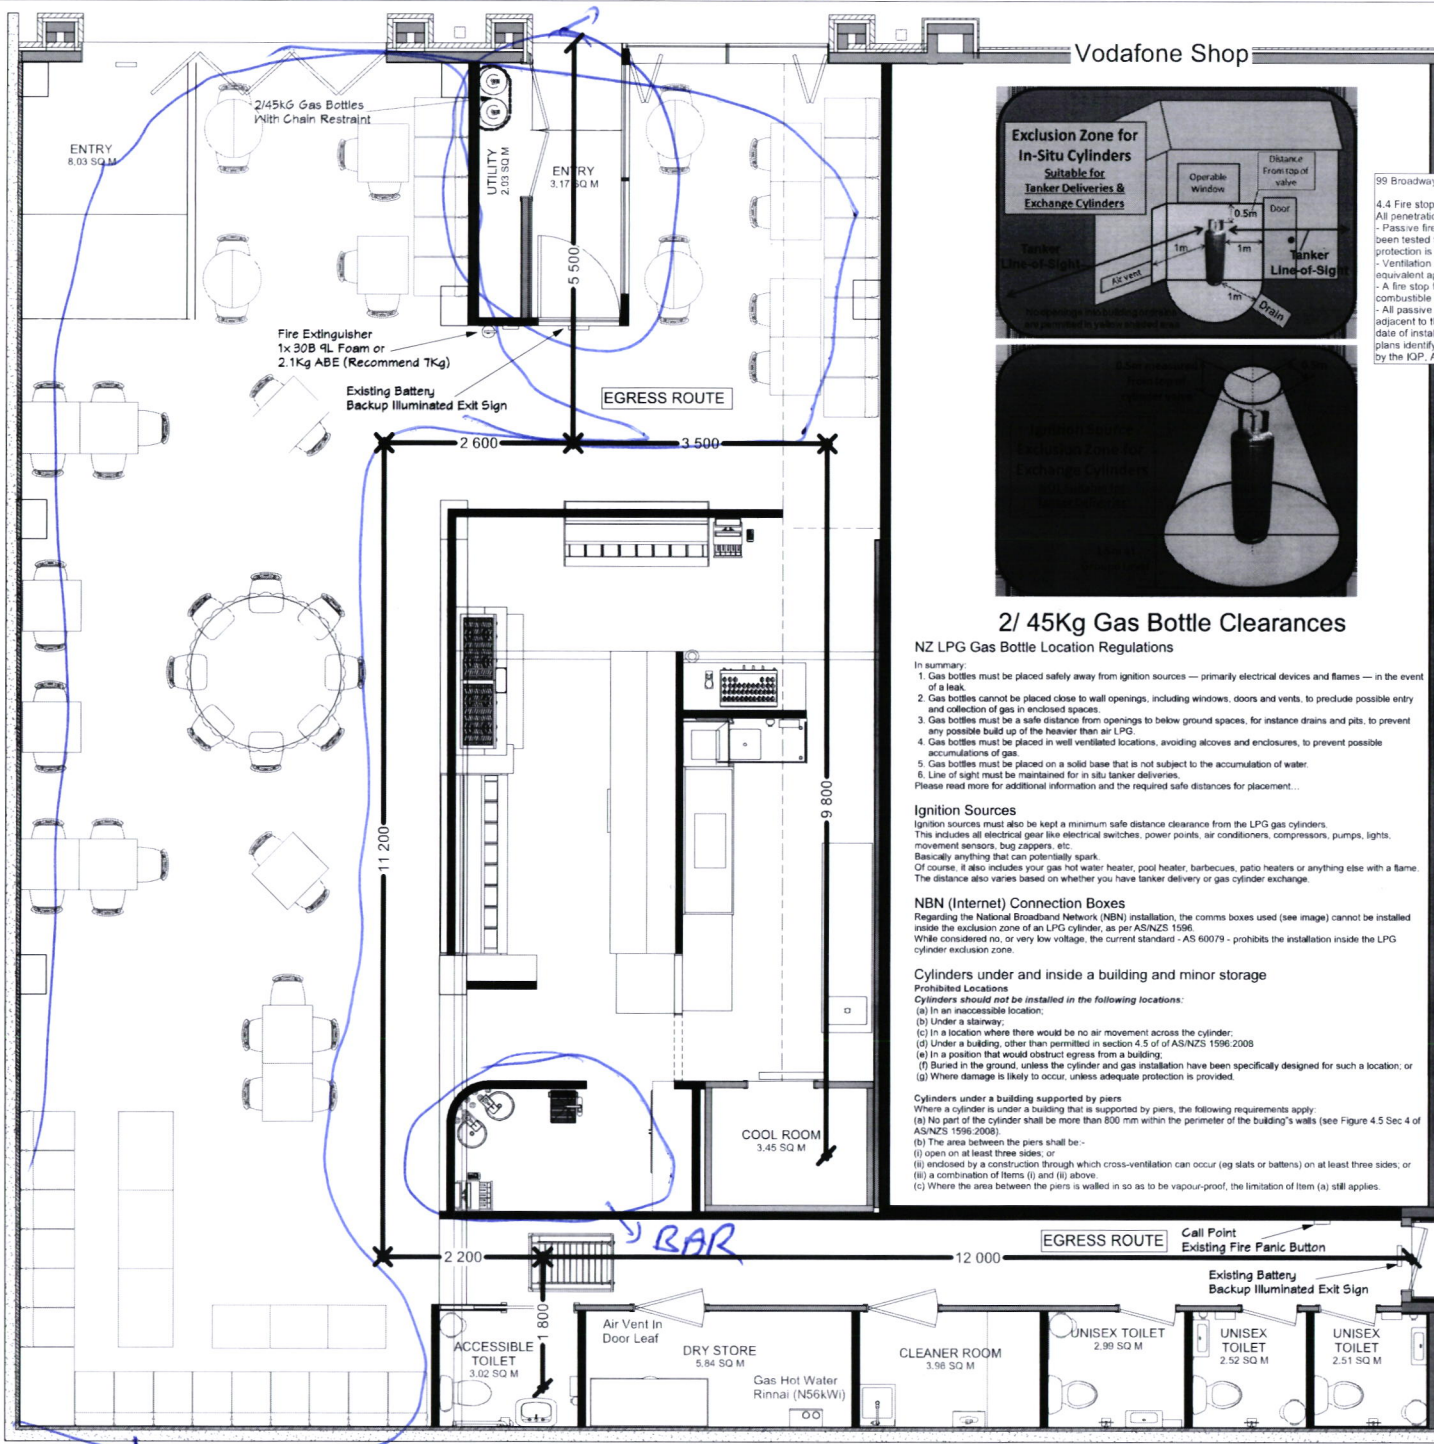 Vodafone Shop
2/45kG Gas Bottles
With Chain Restraint
ENTRY
8.03 SQ M
UTILITY
2.03 SQ M
ENTRY
3.17 SQ M
5 500
Fire Extinguisher
1x 30B 9L Foam or
2.1Kg ABE (Recommend 7Kg)
Existing Battery
Backup Illuminated Exit Sign
EGRESS ROUTE
2 600
3 500
11 200
9 800
COOL ROOM
3.45 SQ M
BAR
2 200
12 000
1 800
EGRESS ROUTE
Call Point
Existing Fire Panic Button
Existing Battery
Backup Illuminated Exit Sign
ACCESSIBLE
TOILET
3.02 SQ M
Air Vent In
Door Leaf
DRY STORE
5.84 SQ M
Gas Hot Water
Rinnai (N56kWi)
CLEANER ROOM
3.98 SQ M
UNISEX TOILET
2.99 SQ M
UNISEX
TOILET
2.52 SQ M
UNISEX
TOILET
2.51 SQ M
Exclusion Zone for
In-Situ Cylinders
Suitable for
Tanker Deliveries &
Exchange Cylinders
Operable
Window
Distance
From top of
valve
0.5m
Door
1m
1m
1m
Air vent
Drain
Tanker
Line-of-Sight
Tanker
Line-of-Sight
Ignition Source
Exclusion Zone for
Exchange Cylinders
99 Broadway
4.4 Fire stop
All penetratio
- Passive fire
been tested
protection is
- Ventilation
equivalent a
- A fire stop
combustible
- All passive
adjacent to t
date of instal
plans identify
by the IQP. A
2/ 45Kg Gas Bottle Clearances
NZ LPG Gas Bottle Location Regulations
In summary:
1. Gas bottles must be placed safely away from ignition sources — primarily electrical devices and flames — in the event
of a leak.
2. Gas bottles cannot be placed close to wall openings, including windows, doors and vents, to preclude possible entry
and collection of gas in enclosed spaces.
3. Gas bottles must be a safe distance from openings to below ground spaces, for instance drains and pits, to prevent
any possible build up of the heavier than air LPG.
4. Gas bottles must be placed in well ventilated locations, avoiding alcoves and enclosures, to prevent possible
accumulations of gas.
5. Gas bottles must be placed on a solid base that is not subject to the accumulation of water.
6. Line of sight must be maintained for in situ tanker deliveries.
Please read more for additional information and the required safe distances for placement...
Ignition Sources
Ignition sources must also be kept a minimum safe distance clearance from the LPG gas cylinders.
This includes all electrical gear like electrical switches, power points, air conditioners, compressors, pumps, lights,
movement sensors, bug zappers, etc.
Basically anything that can potentially spark.
Of course, it also includes your gas hot water heater, pool heater, barbecues, patio heaters or anything else with a flame.
The distance also varies based on whether you have tanker delivery or gas cylinder exchange.
NBN (Internet) Connection Boxes
Regarding the National Broadband Network (NBN) installation, the comms boxes used (see image) cannot be installed
inside the exclusion zone of an LPG cylinder, as per AS/NZS 1596.
While considered no, or very low voltage, the current standard - AS 60079 - prohibits the installation inside the LPG
cylinder exclusion zone.
Cylinders under and inside a building and minor storage
Prohibited Locations
Cylinders should not be installed in the following locations:
(a) In an inaccessible location;
(b) Under a stairway;
(c) In a location where there would be no air movement across the cylinder;
(d) Under a building, other than permitted in section 4.5 of of AS/NZS 1596:2008
(e) In a position that would obstruct egress from a building;
(f) Buried in the ground, unless the cylinder and gas installation have been specifically designed for such a location; or
(g) Where damage is likely to occur, unless adequate protection is provided.
Cylinders under a building supported by piers
Where a cylinder is under a building that is supported by piers, the following requirements apply:
(a) No part of the cylinder shall be more than 800 mm within the perimeter of the building"s walls (see Figure 4.5 Sec 4 of
AS/NZS 1596:2008).
(b) The area between the piers shall be:-
(i) open on at least three sides; or
(ii) enclosed by a construction through which cross-ventilation can occur (eg slats or battens) on at least three sides; or
(iii) a combination of Items (i) and (ii) above.
(c) Where the area between the piers is walled in so as to be vapour-proof, the limitation of Item (a) still applies.